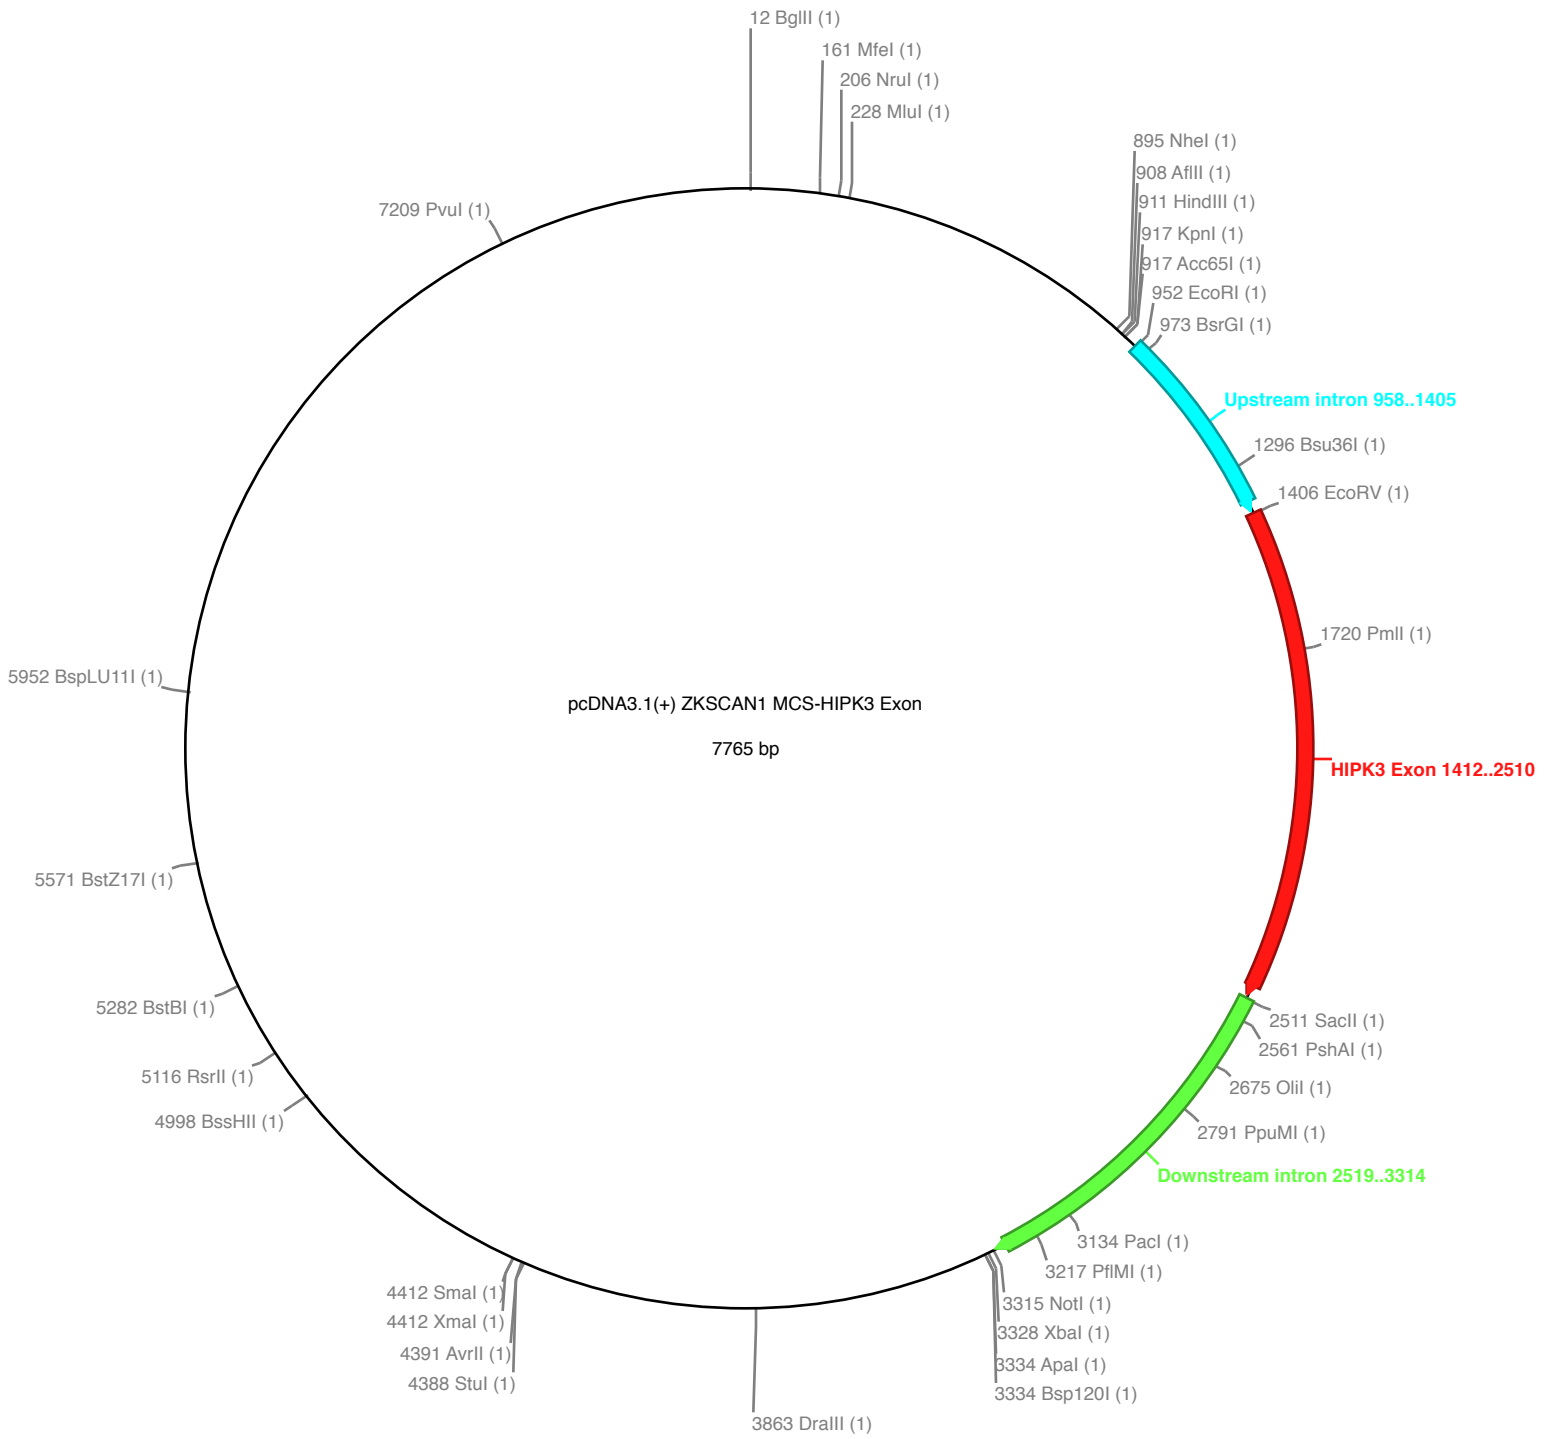 12 BglII (1)
161 MfeI (1)
206 NruI (1)
228 MluI (1)
895 NheI (1)
908 AflII (1)
911 HindIII (1)
917 KpnI (1)
917 Acc65I (1)
952 EcoRI (1)
973 BsrGI (1)
Upstream intron 958..1405
1296 Bsu36I (1)
1406 EcoRV (1)
1720 PmlI (1)
HIPK3 Exon 1412..2510
2511 SacII (1)
2561 PshAI (1)
2675 OliI (1)
2791 PpuMI (1)
Downstream intron 2519..3314
3134 PacI (1)
3217 PflMI (1)
3315 NotI (1)
3328 XbaI (1)
3334 ApaI (1)
3334 Bsp120I (1)
3863 DraIII (1)
4388 StuI (1)
4391 AvrII (1)
4412 XmaI (1)
4412 SmaI (1)
4998 BssHII (1)
5116 RsrII (1)
5282 BstBI (1)
5571 BstZ17I (1)
5952 BspLU11I (1)
7209 PvuI (1)
pcDNA3.1(+) ZKSCAN1 MCS-HIPK3 Exon
7765 bp